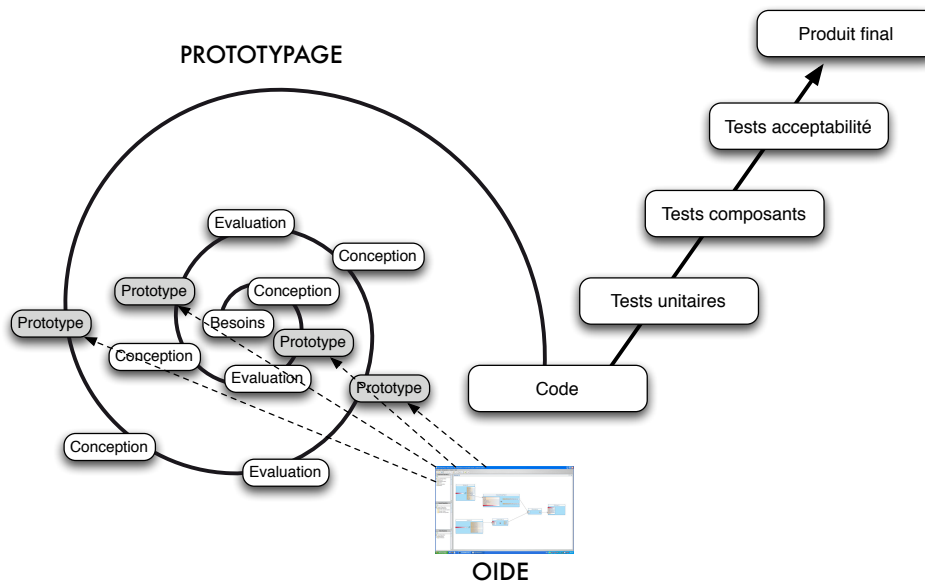 PROTOTYPAGE
Produit final
Tests acceptabilité
Tests composants
Tests unitaires
Code
Evaluation
Conception
Prototype
Conception
Besoins
Prototype
Prototype
Conception
Evaluation
Prototype
Conception
Evaluation
OIDE